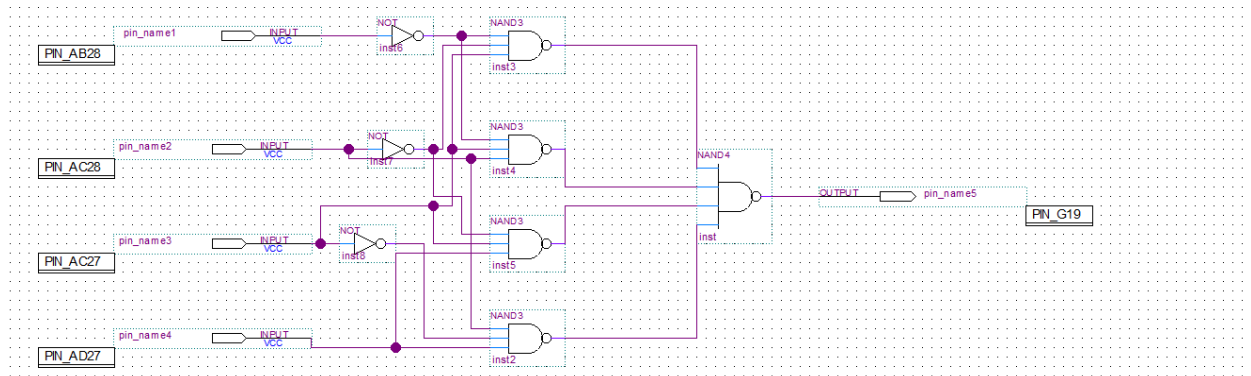 NOT
NAND3
pin_name1
INPUT
VCC
PIN_AB28
inst6
inst3
NAND3
NOT
pin_name2
INPUT
VCC
PIN_AC28
inst7
inst4
NAND4
OUTPUT
pin_name5
PIN_G19
NAND3
NOT
pin_name3
INPUT
VCC
PIN_AC27
inst8
inst5
inst
NAND3
pin_name4
INPUT
VCC
PIN_AD27
inst2